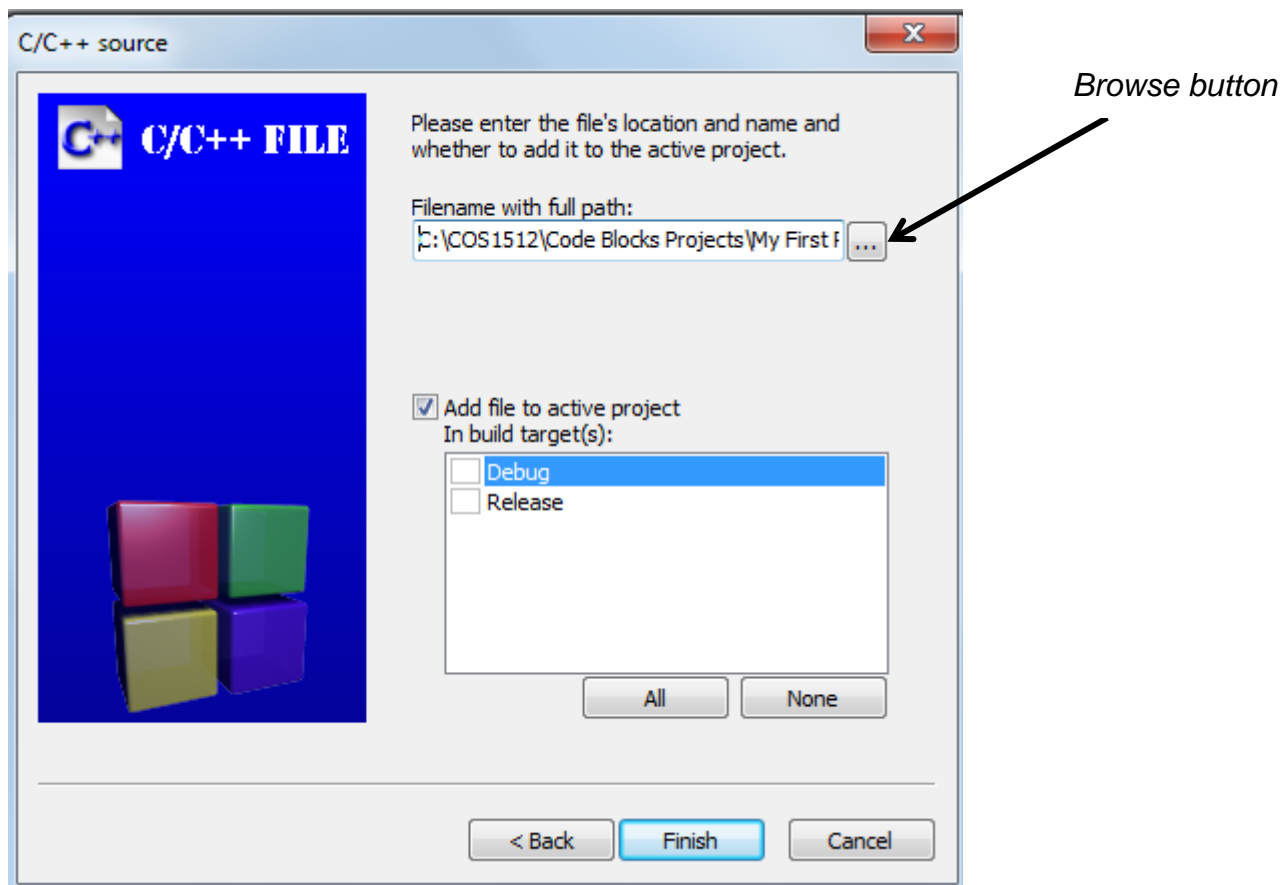 C/C++ source
Browse button
C++ C/C++ FILE
Please enter the file's location and name and
whether to add it to the active project.
Filename with full path:
C:\COS1512\Code Blocks Projects\My First F ...
Add file to active project
In build target(s):
Debug
Release
All None
< Back Finish Cancel